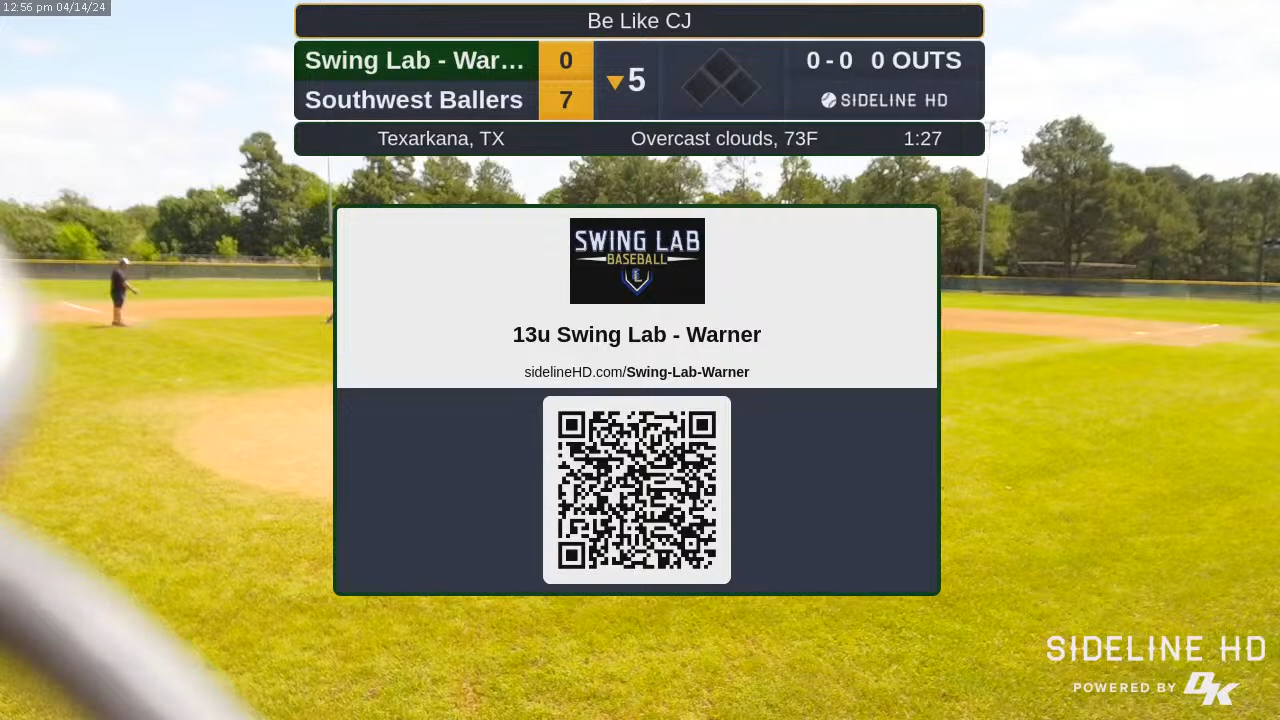 12:56 pm 04/14/24
Be Like CJ
Swing Lab - War... 0
Southwest Ballers 7
5
0 - 0 0 OUTS
SIDELINE HD
Texarkana, TX Overcast clouds, 73F 1:27
SWING LAB
BASEBALL
13u Swing Lab - Warner
sidelineHD.com/Swing-Lab-Warner
SIDELINE HD
POWERED BY DK